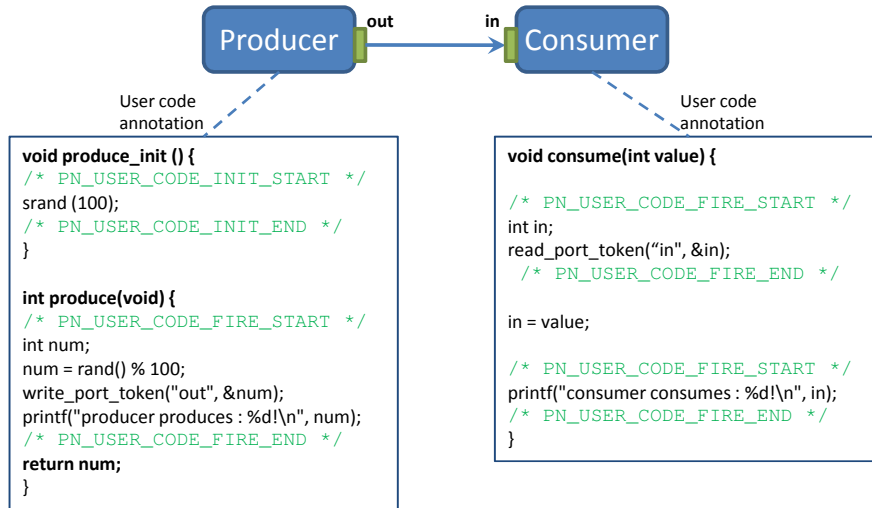 Producer
out
in
Consumer
User code
annotation
void produce_init () {
/* PN_USER_CODE_INIT_START */
srand (100);
/* PN_USER_CODE_INIT_END */
}
int produce(void) {
/* PN_USER_CODE_FIRE_START */
int num;
num = rand() % 100;
write_port_token("out", &num);
printf("producer produces : %d!\n", num);
/* PN_USER_CODE_FIRE_END */
return num;
}
User code
annotation
void consume(int value) {
/* PN_USER_CODE_FIRE_START */
int in;
read_port_token(“in", &in);
/* PN_USER_CODE_FIRE_END */
in = value;
/* PN_USER_CODE_FIRE_START */
printf("consumer consumes : %d!\n", in);
/* PN_USER_CODE_FIRE_END */
}